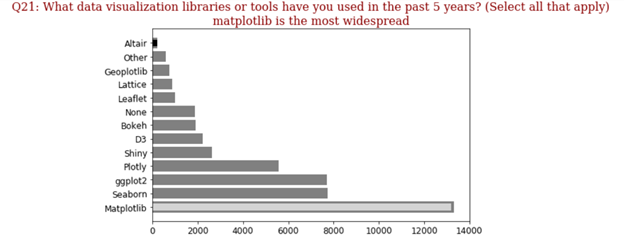 Q21: What data visualization libraries or tools have you used in the past 5 years? (Select all that apply)
matplotlib is the most widespread
Altair
Other
Geoplotlib
Lattice
Leaflet
None
Bokeh
D3
Shiny
Plotly
ggplot2
Seaborn
Matplotlib
0 2000 4000 6000 8000 10000 12000 14000